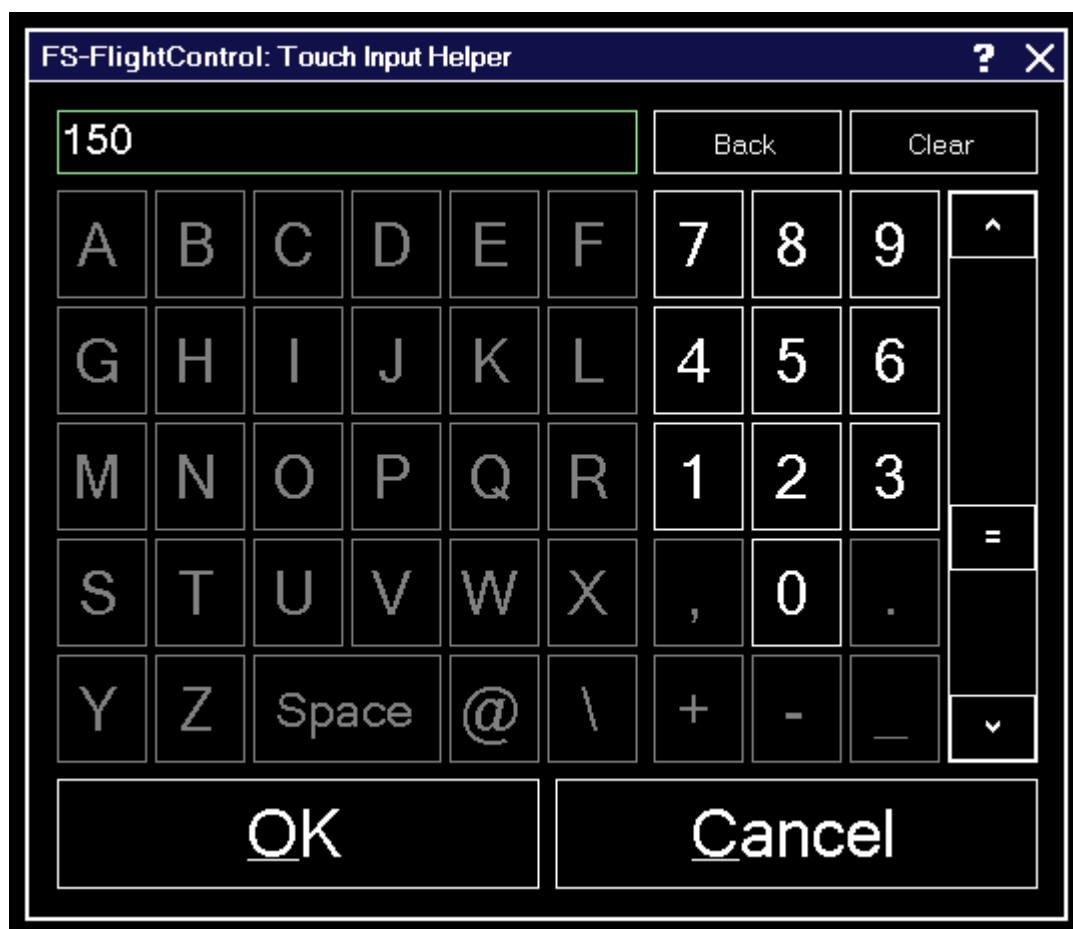 FS-FlightControl: Touch Input Helper ? X
150 Back Clear
A B C D E F 7 8 9 ^
G H I J K L 4 5 6
M N O P Q R 1 2 3
=
S T U V W X , 0 .
Y Z Space @ \ + - _
OK Cancel